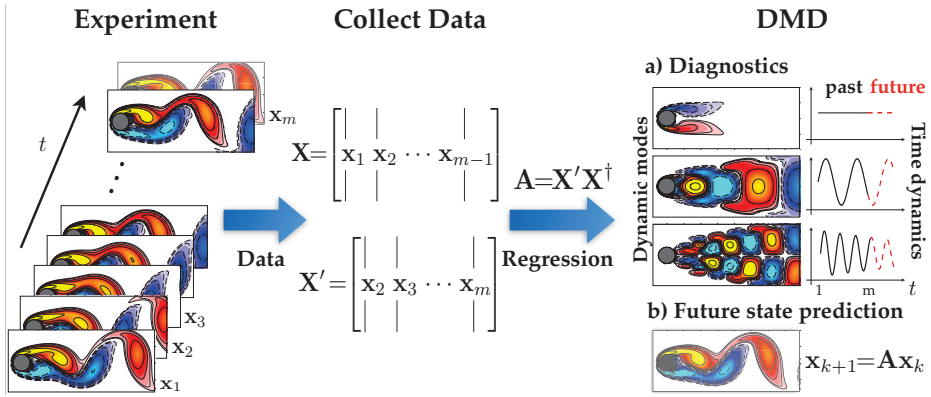 Experiment
Collect Data
DMD
t
x_m
⋮
x_3
x_2
x_1
Data
X = [x_1 x_2 ⋯ x_{m−1}]
X′ = [x_2 x_3 ⋯ x_m]
A=X′X†
Regression
a) Diagnostics
past future
Dynamic modes
Time dynamics
1 m t
b) Future state prediction
x_{k+1}=Ax_k